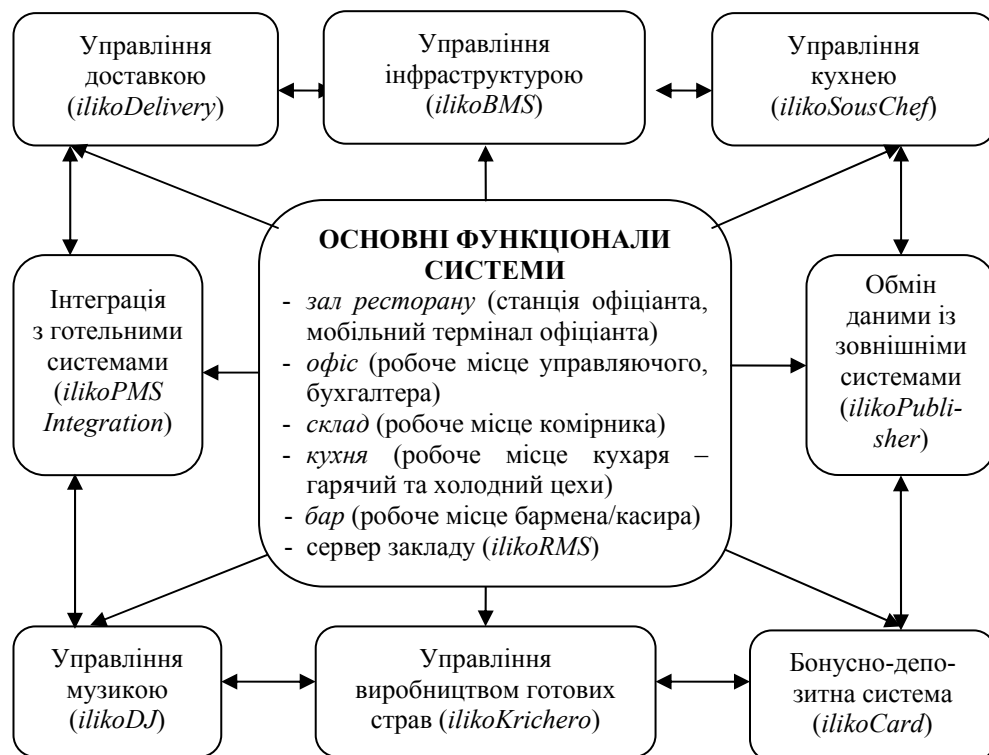 Управління
доставкою
(ilikoDelivery)
Управління
інфраструктурою
(ilikoBMS)
Управління
кухнею
(ilikoSousChef)
ОСНОВНІ ФУНКЦІОНАЛИ
СИСТЕМИ
- зал ресторану (станція офіціанта,
мобільний термінал офіціанта)
- офіс (робоче місце управляючого,
бухгалтера)
- склад (робоче місце комірника)
- кухня (робоче місце кухаря –
гарячий та холодний цехи)
- бар (робоче місце бармена/касира)
- сервер закладу (ilikoRMS)
Інтеграція
з готельними
системами
(ilikoPMS
Integration)
Обмін
даними із
зовнішніми
системами
(ilikoPubli-
sher)
Управління
музикою
(ilikoDJ)
Управління
виробництвом готових
страв (ilikoKrichero)
Бонусно-депо-
зитна система
(ilikoCard)